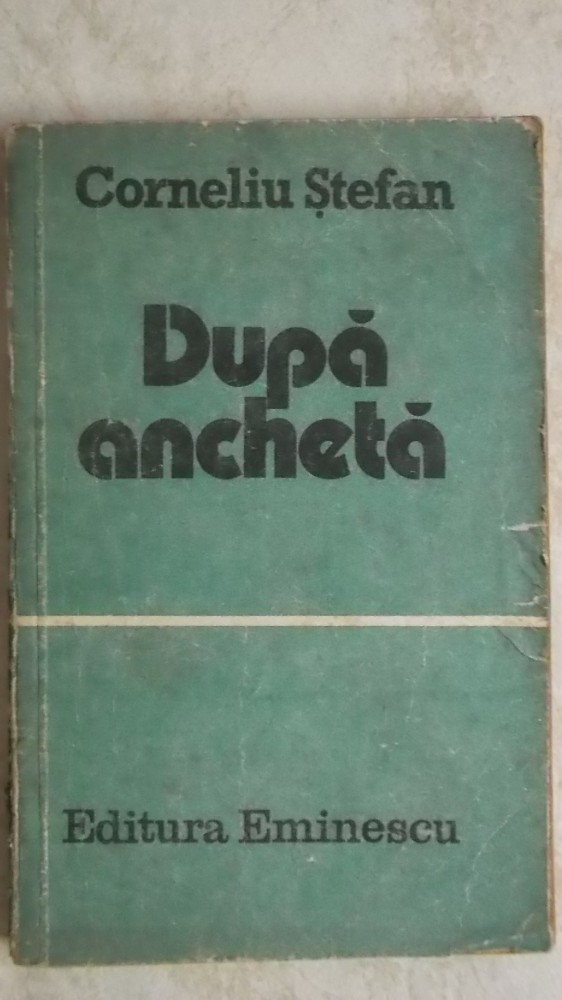 Corneliu Ștefan
După
anchetă
Editura Eminescu